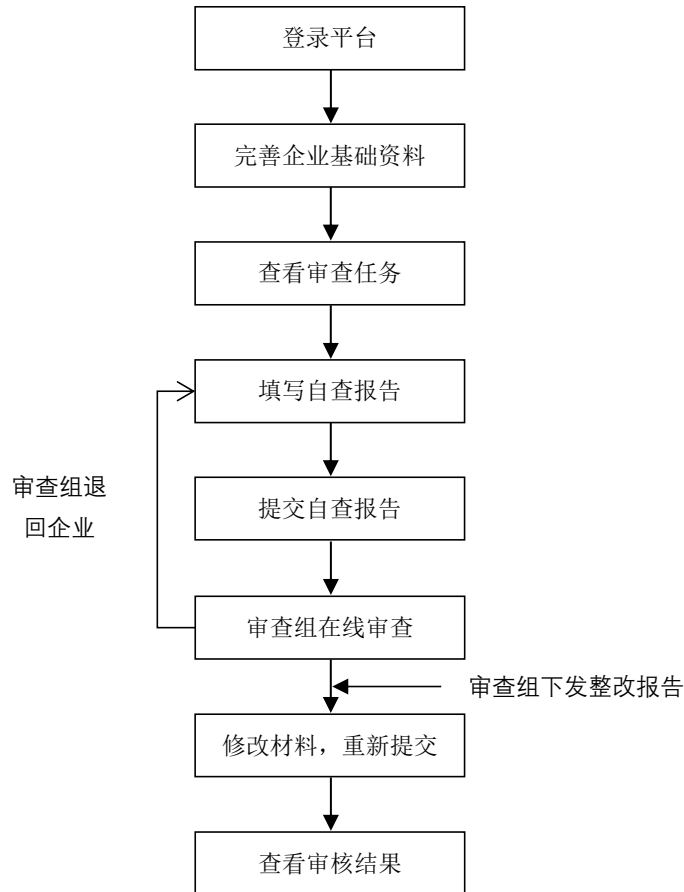 登录平台
完善企业基础资料
查看审查任务
填写自查报告
审查组退
回企业
提交自查报告
审查组在线审查
审查组下发整改报告
修改材料，重新提交
查看审核结果